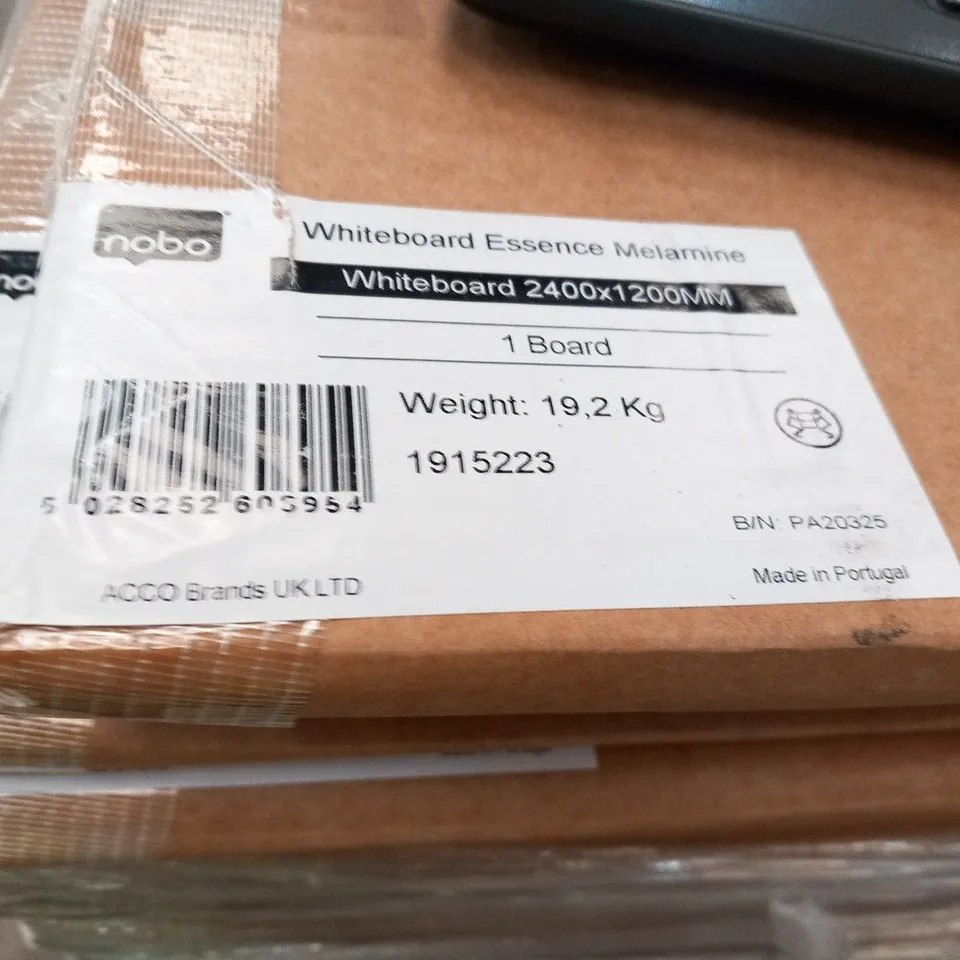 nobo
Whiteboard Essence Melamine
Whiteboard 2400x1200MM
1 Board
Weight: 19,2 Kg
1915223
5 028252
B/N: PA20325
Made in Portugal
ACCO Brands UK LTD